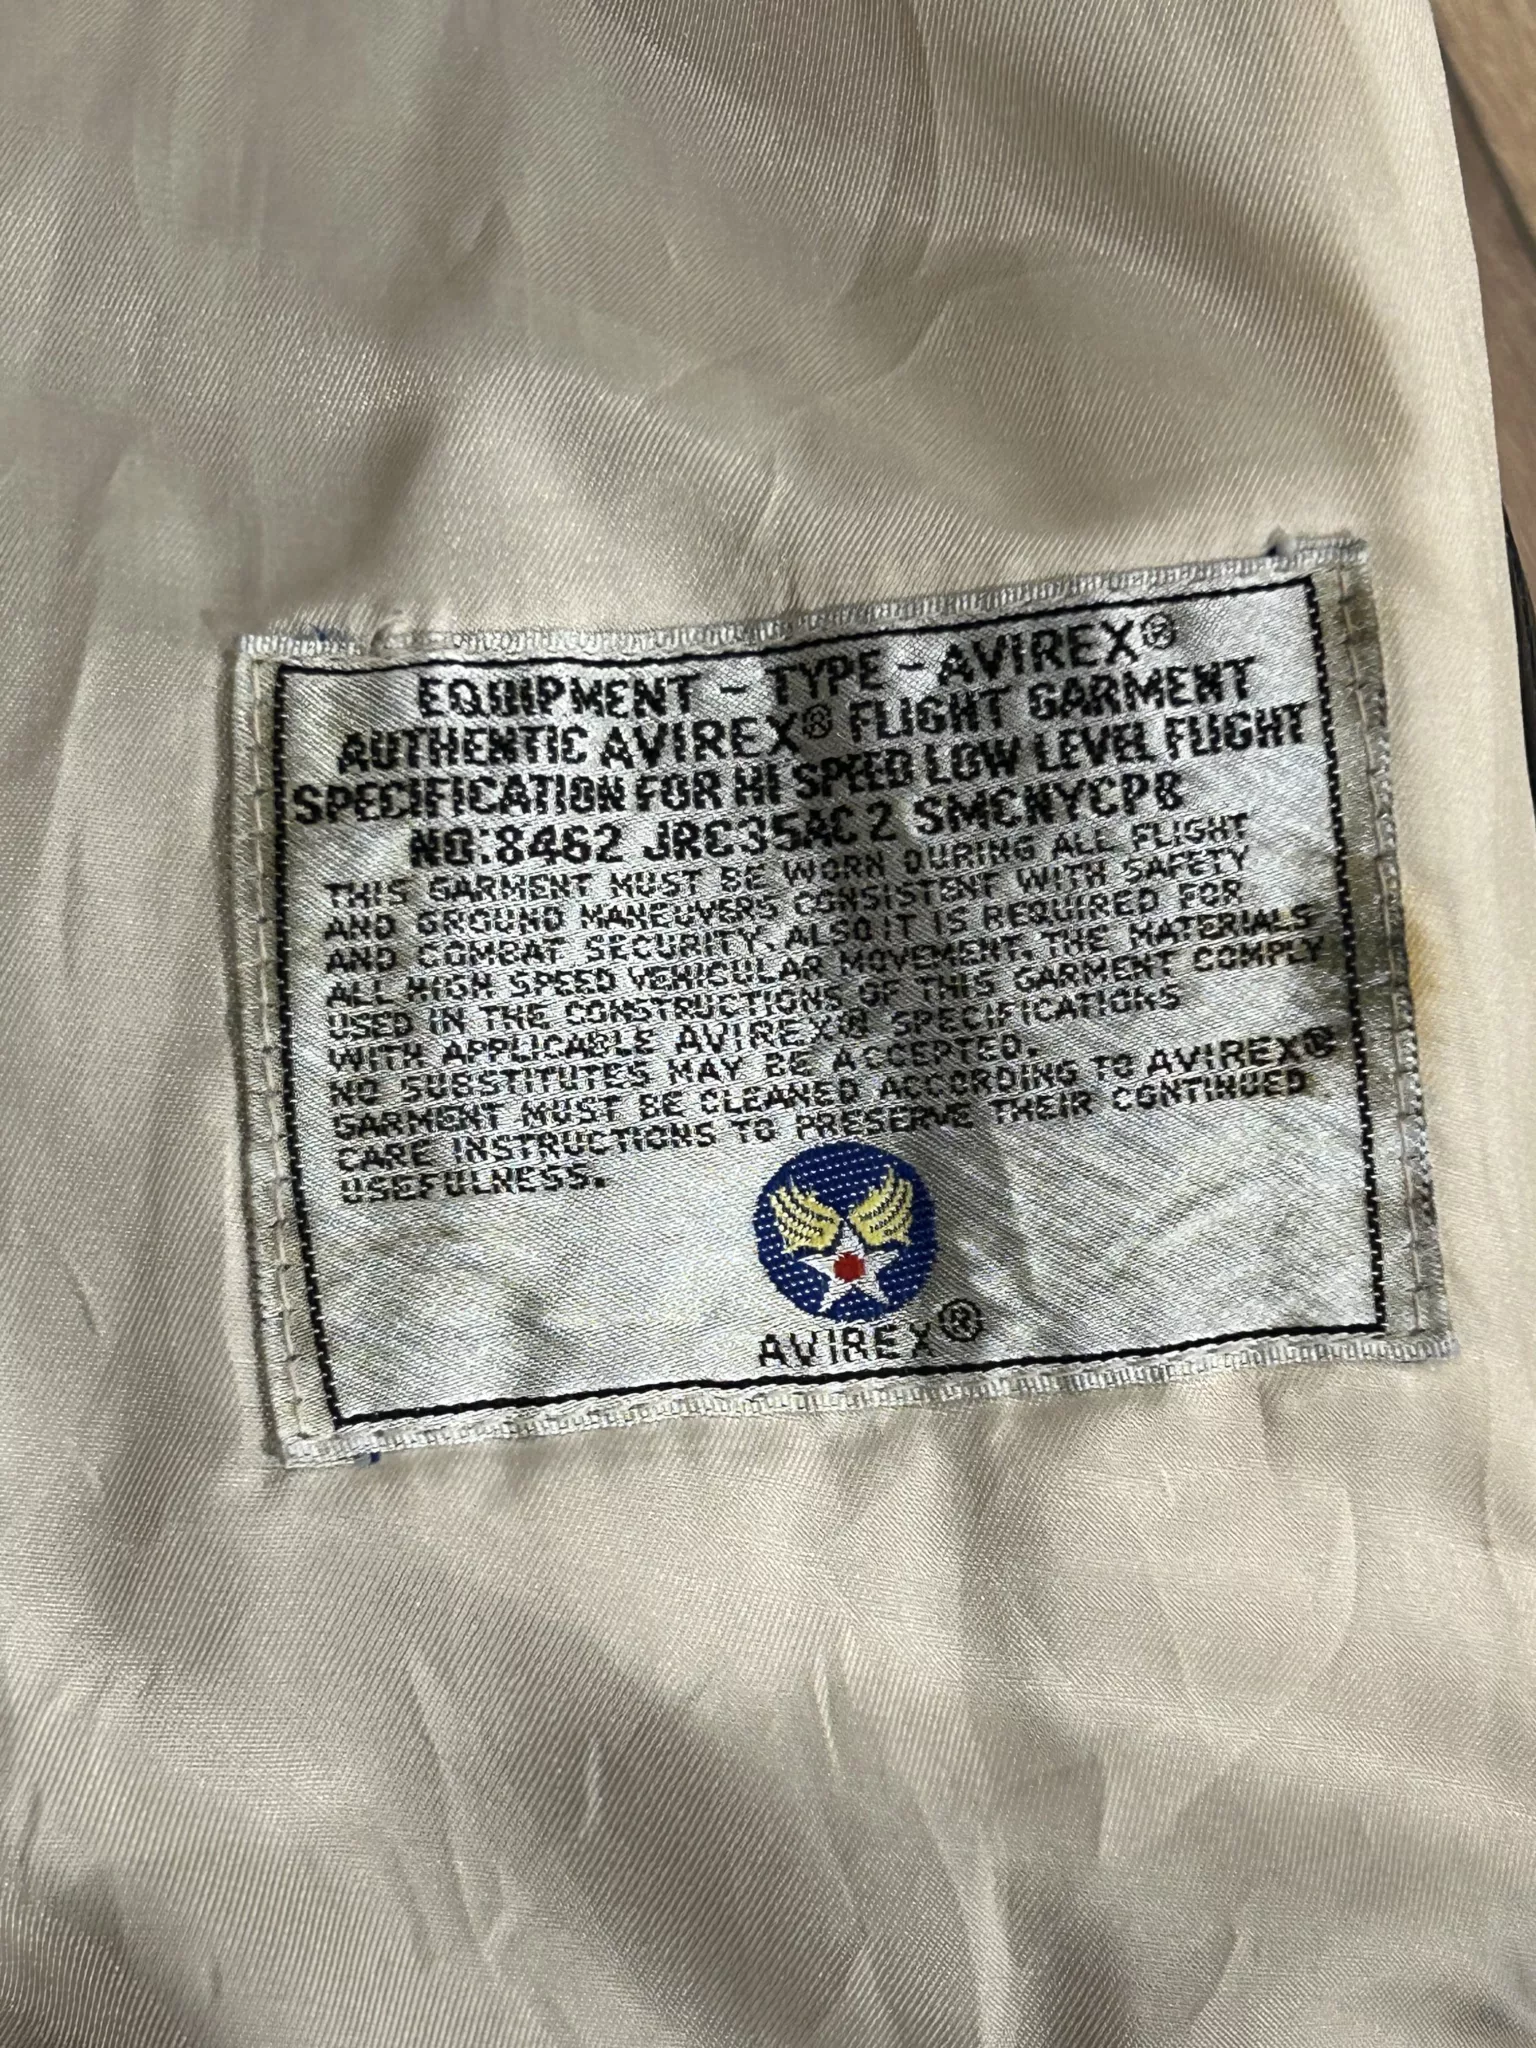 EQUIPMENT - TYPE - AVIREX®
AUTHENTIC AVIREX® FLIGHT GARMENT
SPECIFICATION FOR HI SPEED LOW LEVEL FLIGHT
NO:8462 JRC35AC2 SMCNYCP8
THIS GARMENT MUST BE WORN DURING ALL FLIGHT
AND GROUND MANEUVERS CONSISTENT WITH SAFETY
AND COMBAT SECURITY. ALSO IT IS REQUIRED FOR
ALL HIGH SPEED VEHICULAR MOVEMENT. THE MATERIALS
USED IN THE CONSTRUCTIONS OF THIS GARMENT COMPLY
WITH APPLICABLE AVIREX® SPECIFICATIONS
NO SUBSTITUTES MAY BE ACCEPTED.
GARMENT MUST BE CLEANED ACCORDING TO AVIREX®
CARE INSTRUCTIONS TO PRESERVE THEIR CONTINUED
USEFULNESS.
AVIREX®